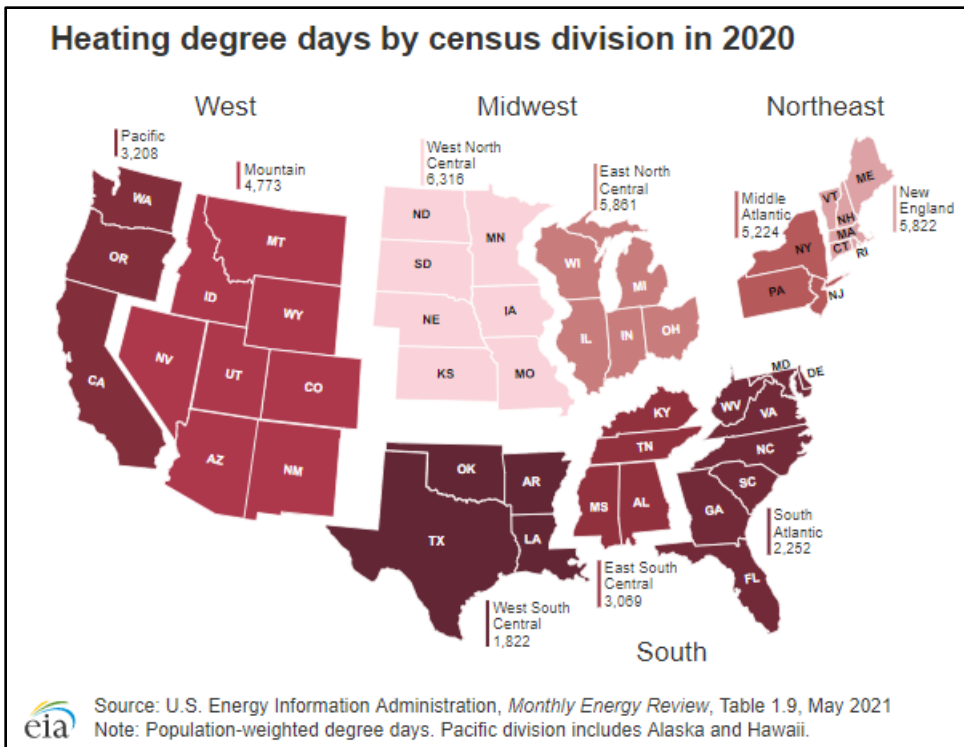 Heating degree days by census division in 2020
West
Midwest
Northeast
Pacific
3,208
Mountain
4,773
West North
Central
6,316
East North
Central
5,861
Middle
Atlantic
5,224
New
England
5,822
WA
OR
CA
MT
ID
WY
NV
UT
CO
AZ
NM
ND
MN
SD
NE
IA
KS
MO
WI
MI
IL
IN
OH
ME
VT
NH
MA
CT
RI
NY
PA
NJ
MD
DE
WV
VA
KY
TN
NC
SC
OK
AR
MS
AL
GA
TX
LA
FL
South
Atlantic
2,252
East South
Central
3,069
West South
Central
1,822
South
eia
Source: U.S. Energy Information Administration, Monthly Energy Review, Table 1.9, May 2021
Note: Population-weighted degree days. Pacific division includes Alaska and Hawaii.